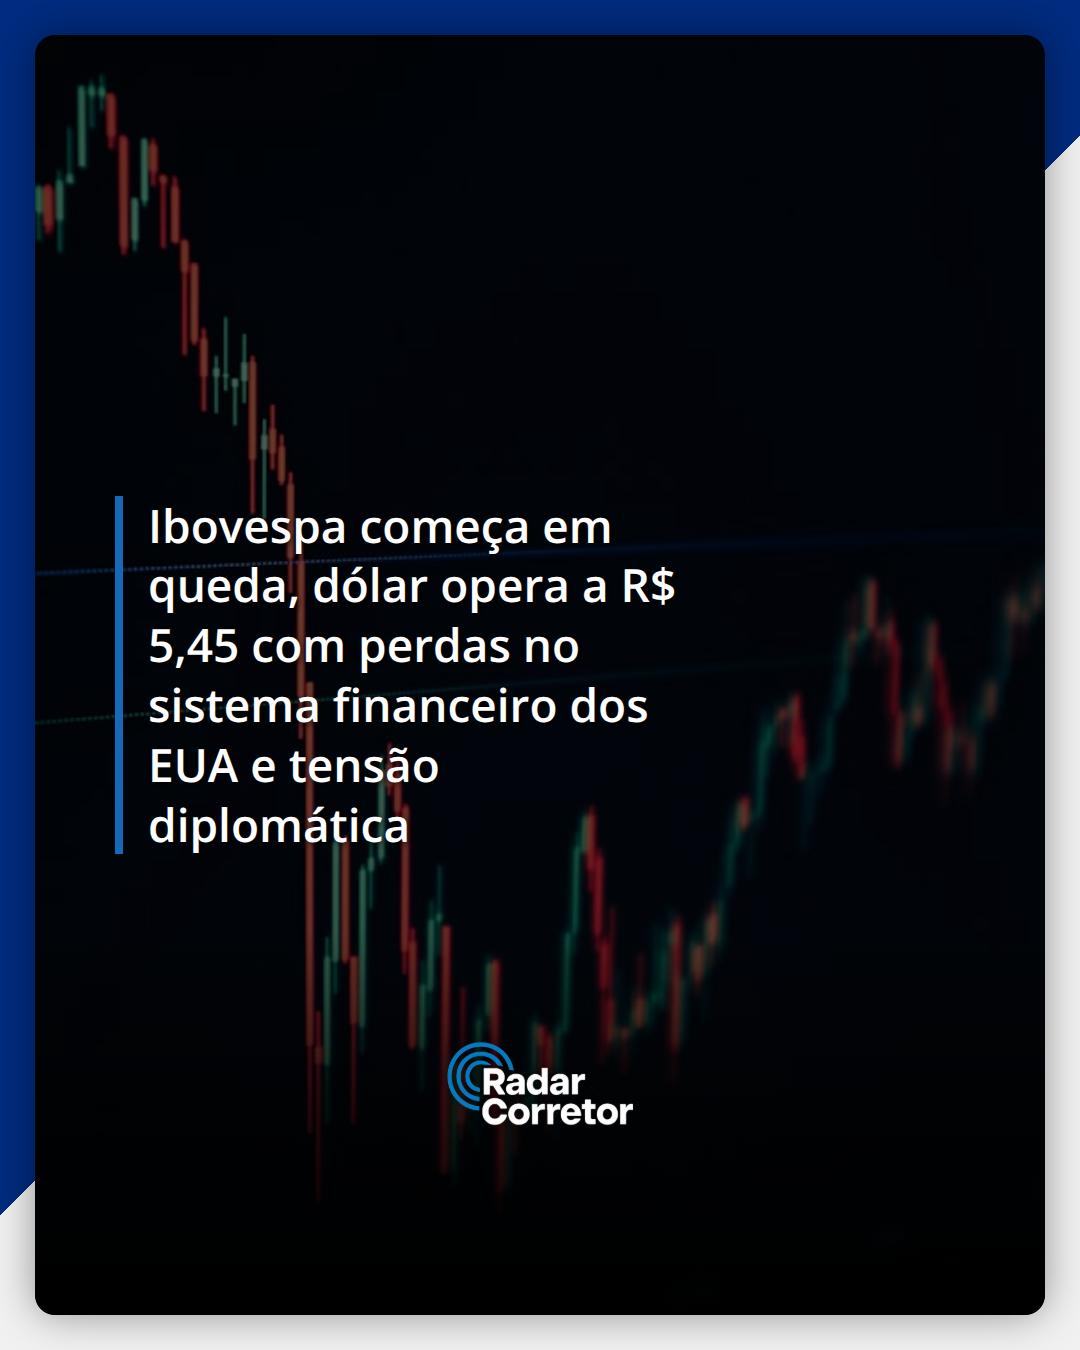 Ibovespa começa em
queda, dólar opera a R$
5,45 com perdas no
sistema financeiro dos
EUA e tensão
diplomática
Radar
Corretor